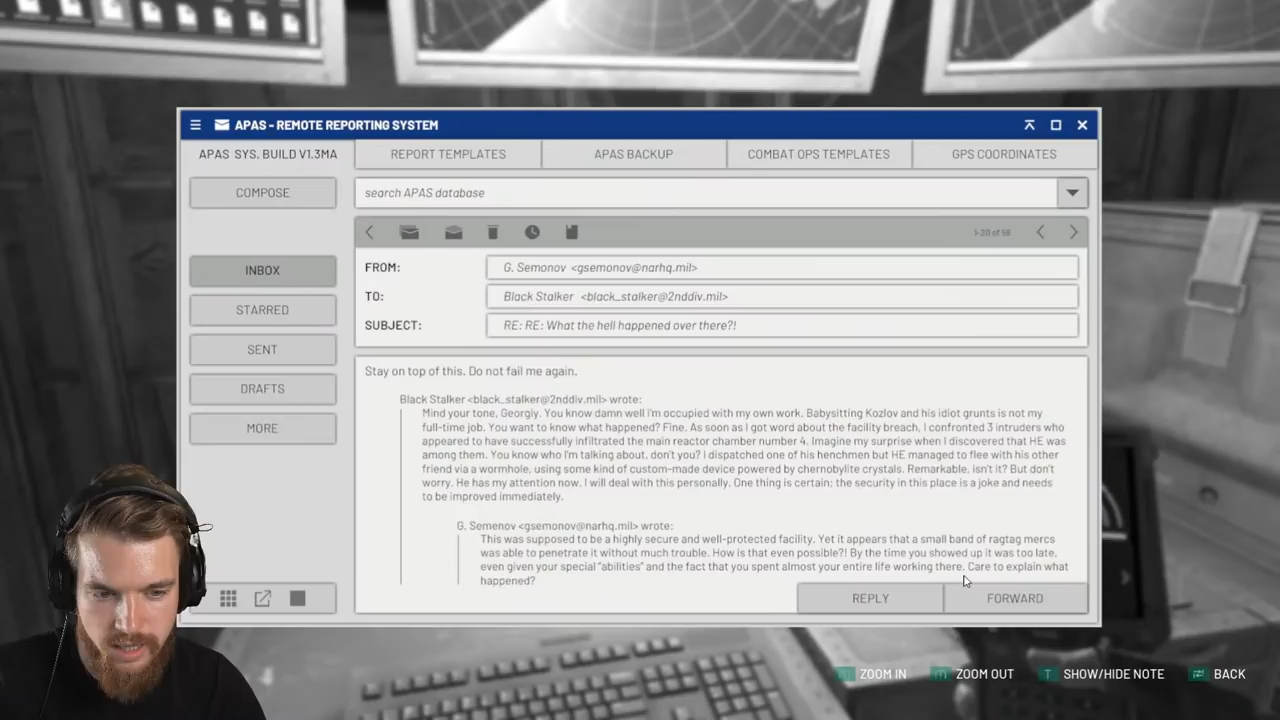 APAS - REMOTE REPORTING SYSTEM
APAS SYS. BUILD V1.3MA
REPORT TEMPLATES
APAS BACKUP
COMBAT OPS TEMPLATES
GPS COORDINATES
COMPOSE
search APAS database
1-20 of 58
INBOX
STARRED
SENT
DRAFTS
MORE
FROM:
G. Semonov <gsemonov@narhq.mil>
TO:
Black Stalker <black_stalker@2nddiv.mil>
SUBJECT:
RE: RE: What the hell happened over there?!
Stay on top of this. Do not fail me again.
Black Stalker <black_stalker@2nddiv.mil> wrote:
Mind your tone, Georgiy. You know damn well I'm occupied with my own work. Babysitting Kozlov and his idiot grunts is not my
full-time job. You want to know what happened? Fine. As soon as I got word about the facility breach, I confronted 3 intruders who
appeared to have successfully infiltrated the main reactor chamber number 4. Imagine my surprise when I discovered that HE was
among them. You know who I'm talking about, don't you? I dispatched one of his henchmen but HE managed to flee with his other
friend via a wormhole, using some kind of custom-made device powered by chernobylite crystals. Remarkable, isn't it? But don't
worry. He has my attention now. I will deal with this personally. One thing is certain; the security in this place is a joke and needs
to be improved immediately.
G. Semenov <gsemonov@narhq.mil> wrote:
This was supposed to be a highly secure and well-protected facility. Yet it appears that a small band of ragtag mercs
was able to penetrate it without much trouble. How is that even possible?! By the time you showed up it was too late,
even given your special "abilities" and the fact that you spent almost your entire life working there. Care to explain what
happened?
REPLY
FORWARD
ZOOM IN
ZOOM OUT
T
SHOW/HIDE NOTE
BACK